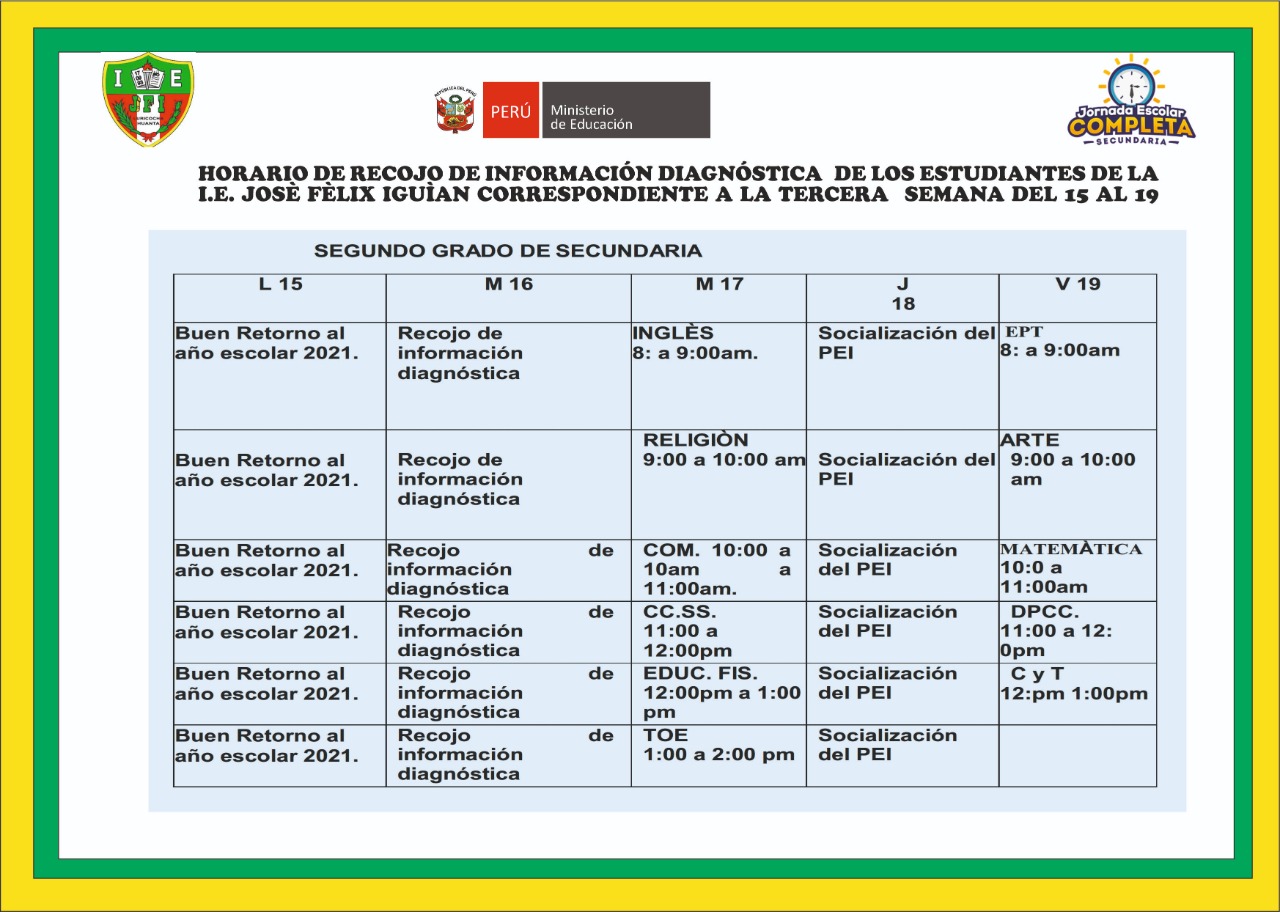 I E
JFI
HUANTA
REPÚBLICA DEL PERÚ
PERÚ
Ministerio
de Educación
Jornada Escolar
COMPLETA
SECUNDARIA
HORARIO DE RECOJO DE INFORMACIÓN DIAGNÓSTICA DE LOS ESTUDIANTES DE LA
I.E. JOSÈ FÈLIX IGUÌAN CORRESPONDIENTE A LA TERCERA SEMANA DEL 15 AL 19
SEGUNDO GRADO DE SECUNDARIA
L 15
M 16
M 17
J
18
V 19
Buen Retorno al
año escolar 2021.
Recojo de
información
diagnóstica
INGLÈS
8: a 9:00am.
Socialización del
PEI
EPT
8: a 9:00am
Buen Retorno al
año escolar 2021.
Recojo de
información
diagnóstica
RELIGIÒN
9:00 a 10:00 am
Socialización del
PEI
ARTE
9:00 a 10:00
am
Buen Retorno al
año escolar 2021.
Recojo de
información
diagnóstica
COM. 10:00 a
10am a
11:00am.
Socialización
del PEI
MATEMÀTICA
10:0 a
11:00am
Buen Retorno al
año escolar 2021.
Recojo de
información
diagnóstica
CC.SS.
11:00 a
12:00pm
Socialización
del PEI
DPCC.
11:00 a 12:
0pm
Buen Retorno al
año escolar 2021.
Recojo de
información
diagnóstica
EDUC. FIS.
12:00pm a 1:00
pm
Socialización
del PEI
C y T
12:pm 1:00pm
Buen Retorno al
año escolar 2021.
Recojo de
información
diagnóstica
TOE
1:00 a 2:00 pm
Socialización
del PEI